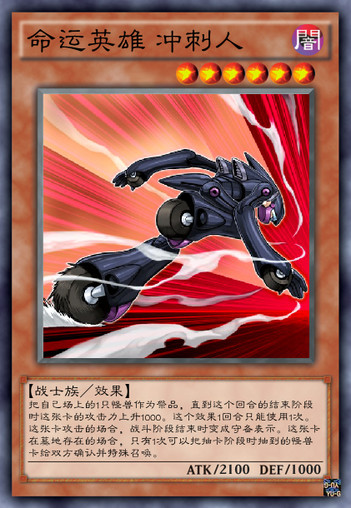 命运英雄 冲刺人
闇
【战士族／效果】
把自己场上的1只怪兽作为祭品，直到这个回合的结束阶段
时这张卡的攻击力上升1000。这个效果1回合只能使用1次。
这张卡攻击的场合，战斗阶段结束时变成守备表示。这张卡
在墓地存在的场合，只有1次可以把抽卡阶段时抽到的怪兽
卡给双方确认并特殊召唤。
ATK/2100 DEF/1000
YU-G